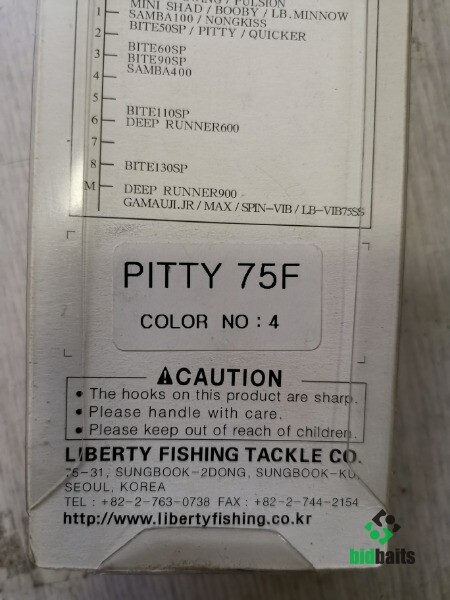 MINI SHAD / BOOBY / LB.MINNOW
1 SAMBA100 / NONGKISS
2 BITE50SP / PITTY / QUICKER
3 BITE60SP
BITE90SP
4 SAMBA400
5
BITE110SP
6 DEEP RUNNER600
7
8 BITE130SP
M DEEP RUNNER900
GAMAUJI.JR / MAX / SPIN-VIB / LB-VIB75SS
PITTY 75F
COLOR NO : 4
CAUTION
• The hooks on this product are sharp.
• Please handle with care.
• Please keep out of reach of children.
LIBERTY FISHING TACKLE CO.
75-31, SUNGBOOK-2DONG, SUNGBOOK-KU,
SEOUL, KOREA
TEL : +82-2-763-0738 FAX : +82-2-744-2154
http://www.libertyfishing.co.kr
bidbaits